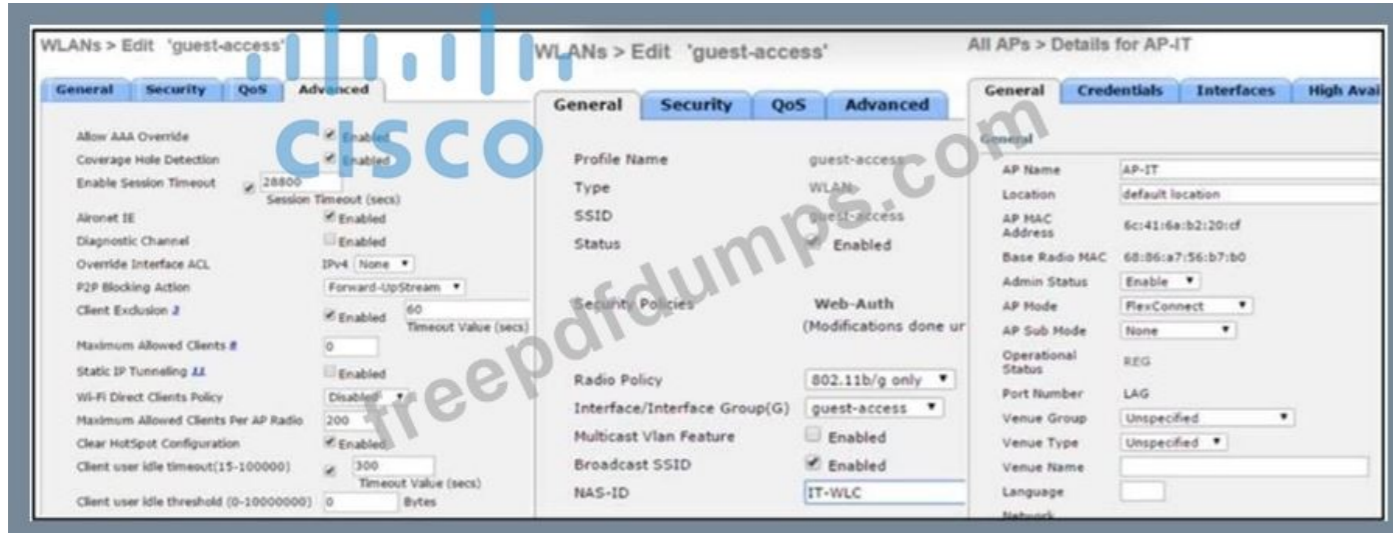 WLANs > Edit 'guest-access'
General Security QoS Advanced
Allow AAA Override Enabled
Coverage Hole Detection Enabled
Enable Session Timeout 28800
Session Timeout (secs)
Aironet IE Enabled
Diagnostic Channel Enabled
Override Interface ACL IPv4 None
P2P Blocking Action Forward-UpStream
Client Exclusion 3 Enabled 60
Timeout Value (secs)
Maximum Allowed Clients 8 0
Static IP Tunneling 11 Enabled
Wi-Fi Direct Clients Policy Disabled
Maximum Allowed Clients Per AP Radio 200
Clear HotSpot Configuration Enabled
Client user idle timeout(15-100000) 300
Timeout Value (secs)
Client user idle threshold (0-10000000) 0 Bytes
WLANs > Edit 'guest-access'
General Security QoS Advanced
Profile Name guest-access
Type WLAN
SSID guest-access
Status Enabled
Security Policies Web-Auth
(Modifications done ur
Radio Policy 802.11b/g only
Interface/Interface Group(G) guest-access
Multicast Vlan Feature Enabled
Broadcast SSID Enabled
NAS-ID IT-WLC
All APs > Details for AP-IT
General Credentials Interfaces High Avai
General
AP Name AP-IT
Location default location
AP MAC
Address 6c:41:6a:b2:20:cf
Base Radio MAC 68:86:a7:56:b7:b0
Admin Status Enable
AP Mode FlexConnect
AP Sub Mode None
Operational
Status REG
Port Number LAG
Venue Group Unspecified
Venue Type Unspecified
Venue Name
Language
Network
CISCO
freepdfdumps.com